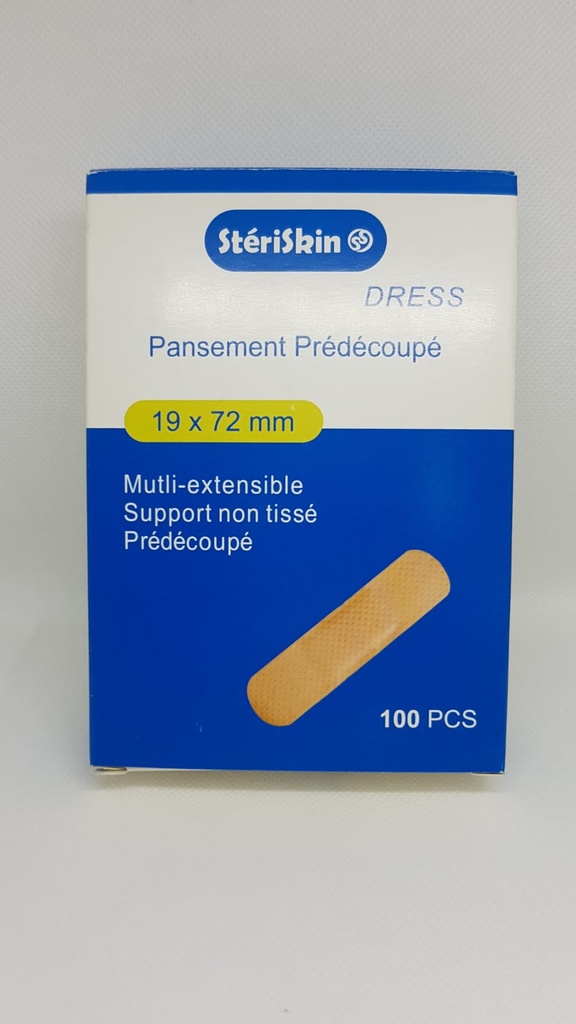 StériSkin
DRESS
Pansement Prédécoupé
19 x 72 mm
Mutli-extensible
Support non tissé
Prédécoupé
100 PCS